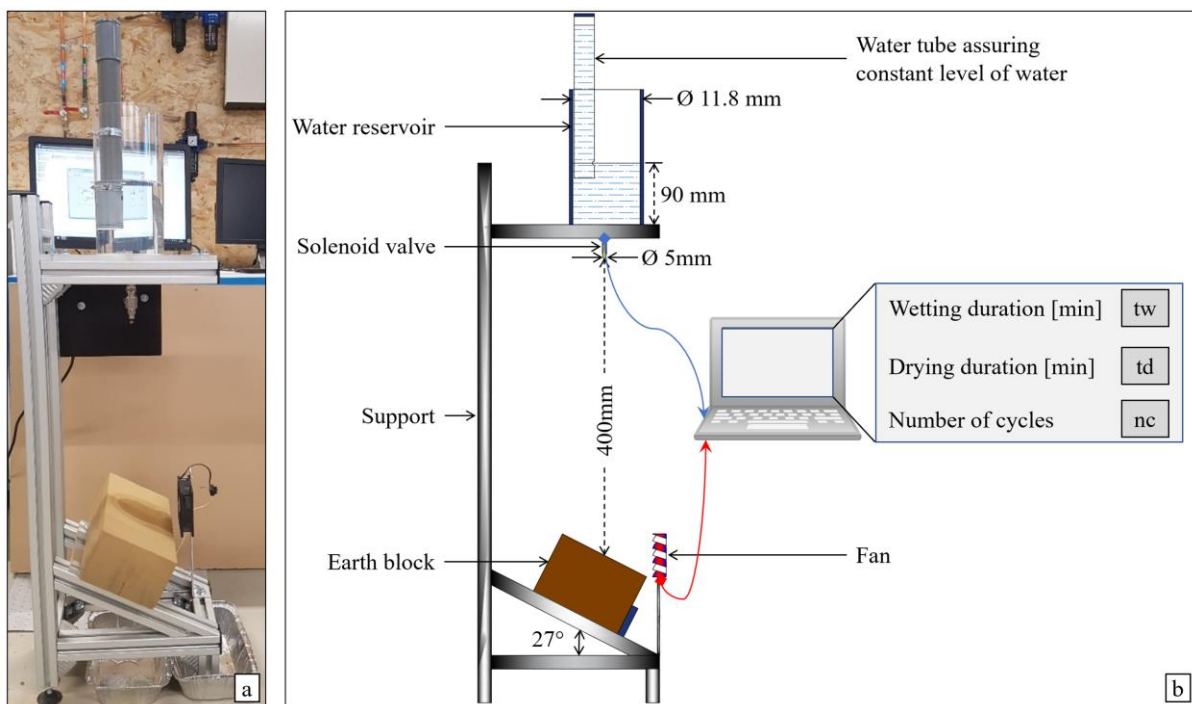 Water tube assuring
constant level of water
Ø 11.8 mm
Water reservoir
90 mm
Solenoid valve
Ø 5mm
Wetting duration [min] tw
Drying duration [min] td
Number of cycles nc
Support
400mm
Earth block
Fan
27°
a
b